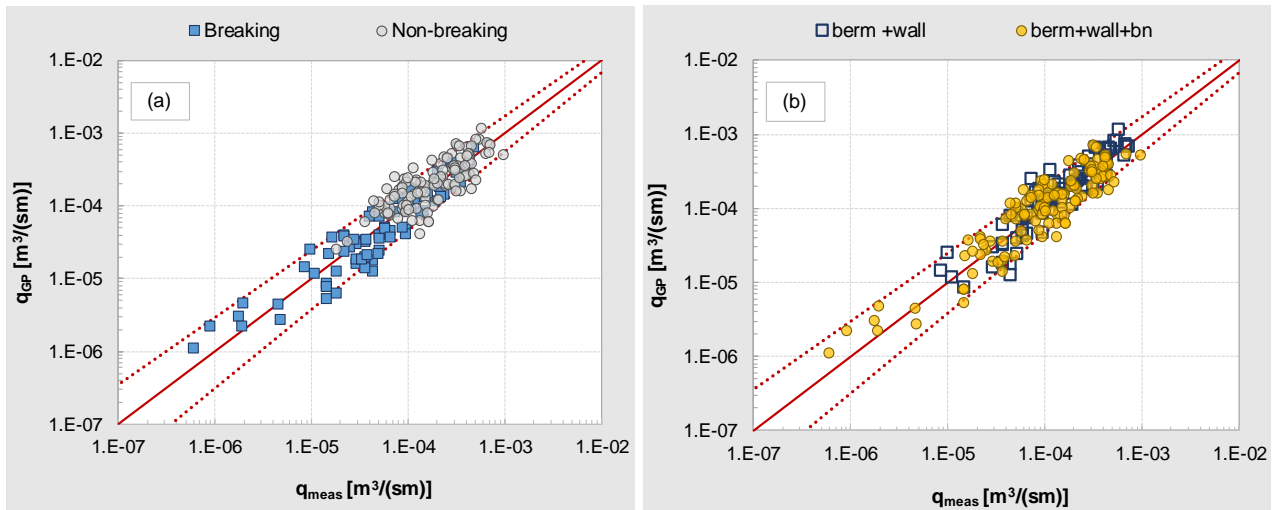 Breaking Non-breaking
(a)
1.E-02
1.E-03
1.E-04
1.E-05
1.E-06
1.E-07
1.E-07 1.E-06 1.E-05 1.E-04 1.E-03 1.E-02
qGP [m³/(sm)]
qmeas [m³/(sm)]
berm +wall berm+wall+bn
(b)
1.E-02
1.E-03
1.E-04
1.E-05
1.E-06
1.E-07
1.E-07 1.E-06 1.E-05 1.E-04 1.E-03 1.E-02
qGP [m³/(sm)]
qmeas [m³/(sm)]